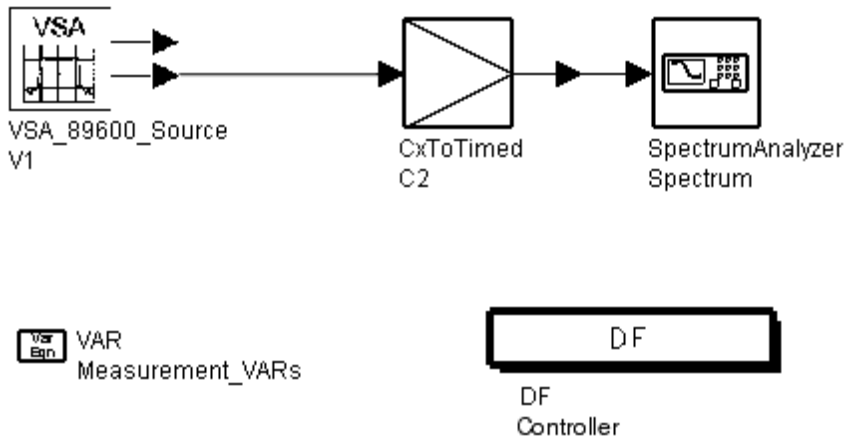 VSA
VSA_89600_Source
V1
CxToTimed
C2
SpectrumAnalyzer
Spectrum
Var
Eqn
VAR
Measurement_VARs
DF
DF
Controller